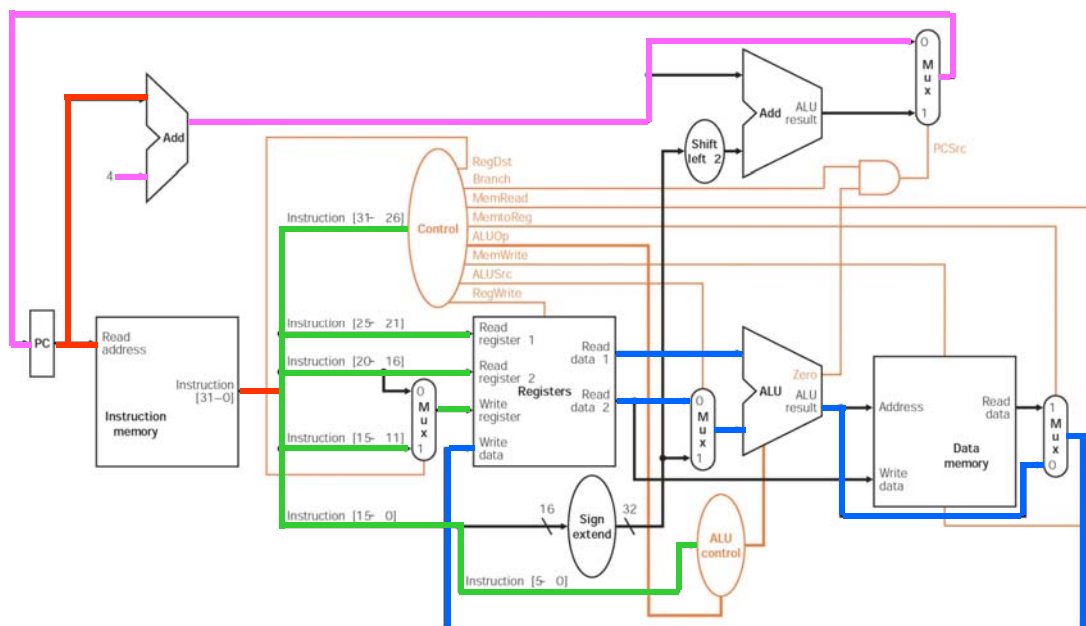 0
M
u
x
1
Add
ALU
result
Add
Shift
left 2
PCSrc
4
RegDst
Branch
MemRead
MemtoReg
ALUOp
MemWrite
ALUSrc
RegWrite
Control
Instruction [31- 26]
Instruction [25- 21]
Instruction [20- 16]
Instruction [15- 11]
Instruction [15- 0]
Instruction [5- 0]
PC
Read
address
Instruction
[31-0]
Instruction
memory
0
M
u
x
1
Read
register 1
Read
register 2
Write
register
Write
data
Registers
Read
data 1
Read
data 2
0
M
u
x
1
Zero
ALU
ALU
result
Address
Read
data
Write
data
Data
memory
1
M
u
x
0
16
Sign
extend
32
ALU
control